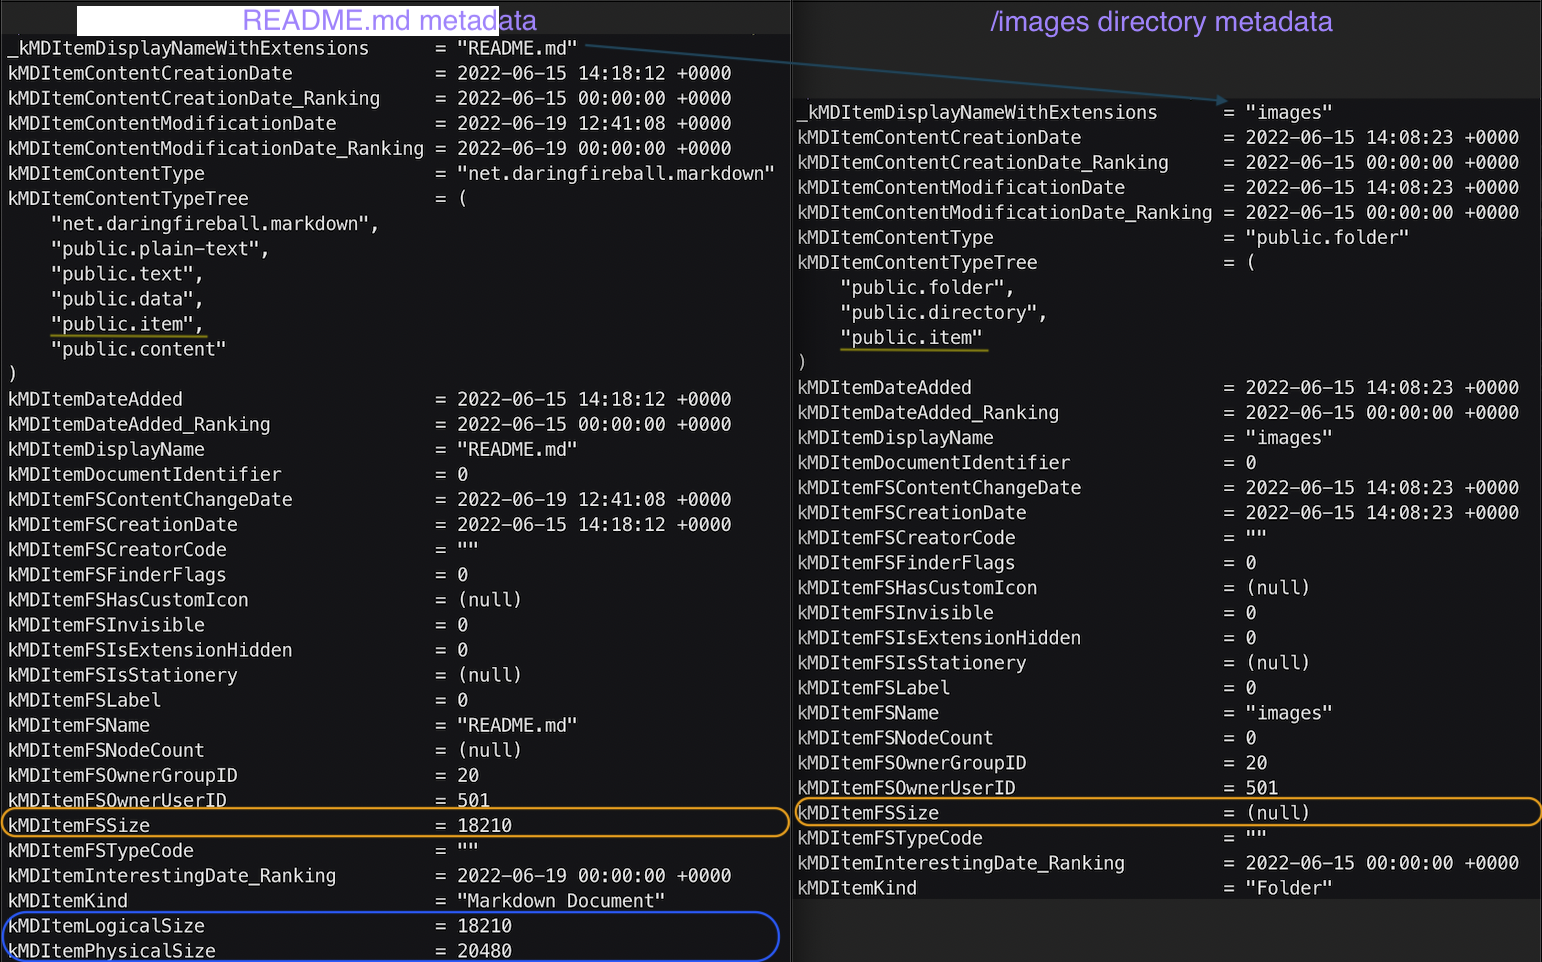 README.md metadata
_kMDItemDisplayNameWithExtensions = "README.md"
kMDItemContentCreationDate = 2022-06-15 14:18:12 +0000
kMDItemContentCreationDate_Ranking = 2022-06-15 00:00:00 +0000
kMDItemContentModificationDate = 2022-06-19 12:41:08 +0000
kMDItemContentModificationDate_Ranking = 2022-06-19 00:00:00 +0000
kMDItemContentType = "net.daringfireball.markdown"
kMDItemContentTypeTree = (
"net.daringfireball.markdown",
"public.plain-text",
"public.text",
"public.data",
"public.item",
"public.content"
)
kMDItemDateAdded = 2022-06-15 14:18:12 +0000
kMDItemDateAdded_Ranking = 2022-06-15 00:00:00 +0000
kMDItemDisplayName = "README.md"
kMDItemDocumentIdentifier = 0
kMDItemFSContentChangeDate = 2022-06-19 12:41:08 +0000
kMDItemFSCreationDate = 2022-06-15 14:18:12 +0000
kMDItemFSCreatorCode = ""
kMDItemFSFinderFlags = 0
kMDItemFSHasCustomIcon = (null)
kMDItemFSInvisible = 0
kMDItemFSIsExtensionHidden = 0
kMDItemFSIsStationery = (null)
kMDItemFSLabel = 0
kMDItemFSName = "README.md"
kMDItemFSNodeCount = (null)
kMDItemFSOwnerGroupID = 20
kMDItemFSOwnerUserID = 501
kMDItemFSSize = 18210
kMDItemFSTypeCode = ""
kMDItemInterestingDate_Ranking = 2022-06-19 00:00:00 +0000
kMDItemKind = "Markdown Document"
kMDItemLogicalSize = 18210
kMDItemPhysicalSize = 20480
/images directory metadata
_kMDItemDisplayNameWithExtensions = "images"
kMDItemContentCreationDate = 2022-06-15 14:08:23 +0000
kMDItemContentCreationDate_Ranking = 2022-06-15 00:00:00 +0000
kMDItemContentModificationDate = 2022-06-15 14:08:23 +0000
kMDItemContentModificationDate_Ranking = 2022-06-15 00:00:00 +0000
kMDItemContentType = "public.folder"
kMDItemContentTypeTree = (
"public.folder",
"public.directory",
"public.item"
)
kMDItemDateAdded = 2022-06-15 14:08:23 +0000
kMDItemDateAdded_Ranking = 2022-06-15 00:00:00 +0000
kMDItemDisplayName = "images"
kMDItemDocumentIdentifier = 0
kMDItemFSContentChangeDate = 2022-06-15 14:08:23 +0000
kMDItemFSCreationDate = 2022-06-15 14:08:23 +0000
kMDItemFSCreatorCode = ""
kMDItemFSFinderFlags = 0
kMDItemFSHasCustomIcon = (null)
kMDItemFSInvisible = 0
kMDItemFSIsExtensionHidden = 0
kMDItemFSIsStationery = (null)
kMDItemFSLabel = 0
kMDItemFSName = "images"
kMDItemFSNodeCount = 0
kMDItemFSOwnerGroupID = 20
kMDItemFSOwnerUserID = 501
kMDItemFSSize = (null)
kMDItemFSTypeCode = ""
kMDItemInterestingDate_Ranking = 2022-06-15 00:00:00 +0000
kMDItemKind = "Folder"